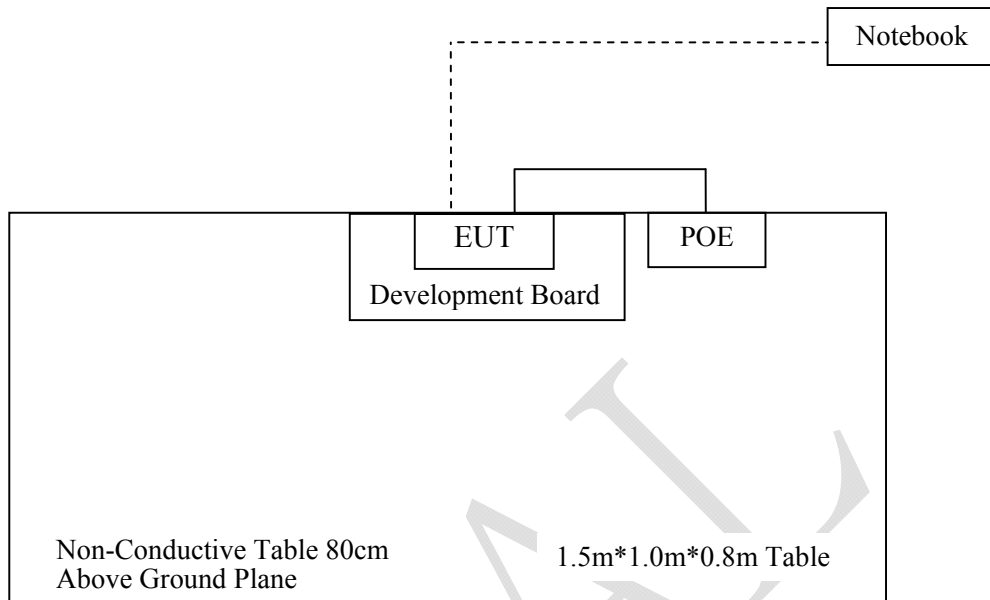 Notebook
EUT
POE
Development Board
Non-Conductive Table 80cm
Above Ground Plane
1.5m*1.0m*0.8m Table